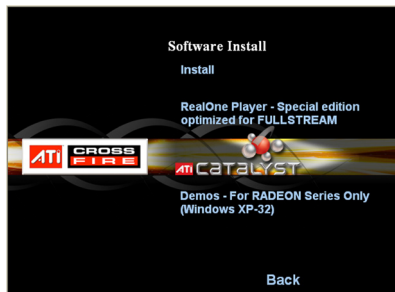 Software Install
Install
RealOne Player - Special edition
optimized for FULLSTREAM
ATi CROSS
FIRE
ATI CATALYST
Demos - For RADEON Series Only
(Windows XP-32)
Back